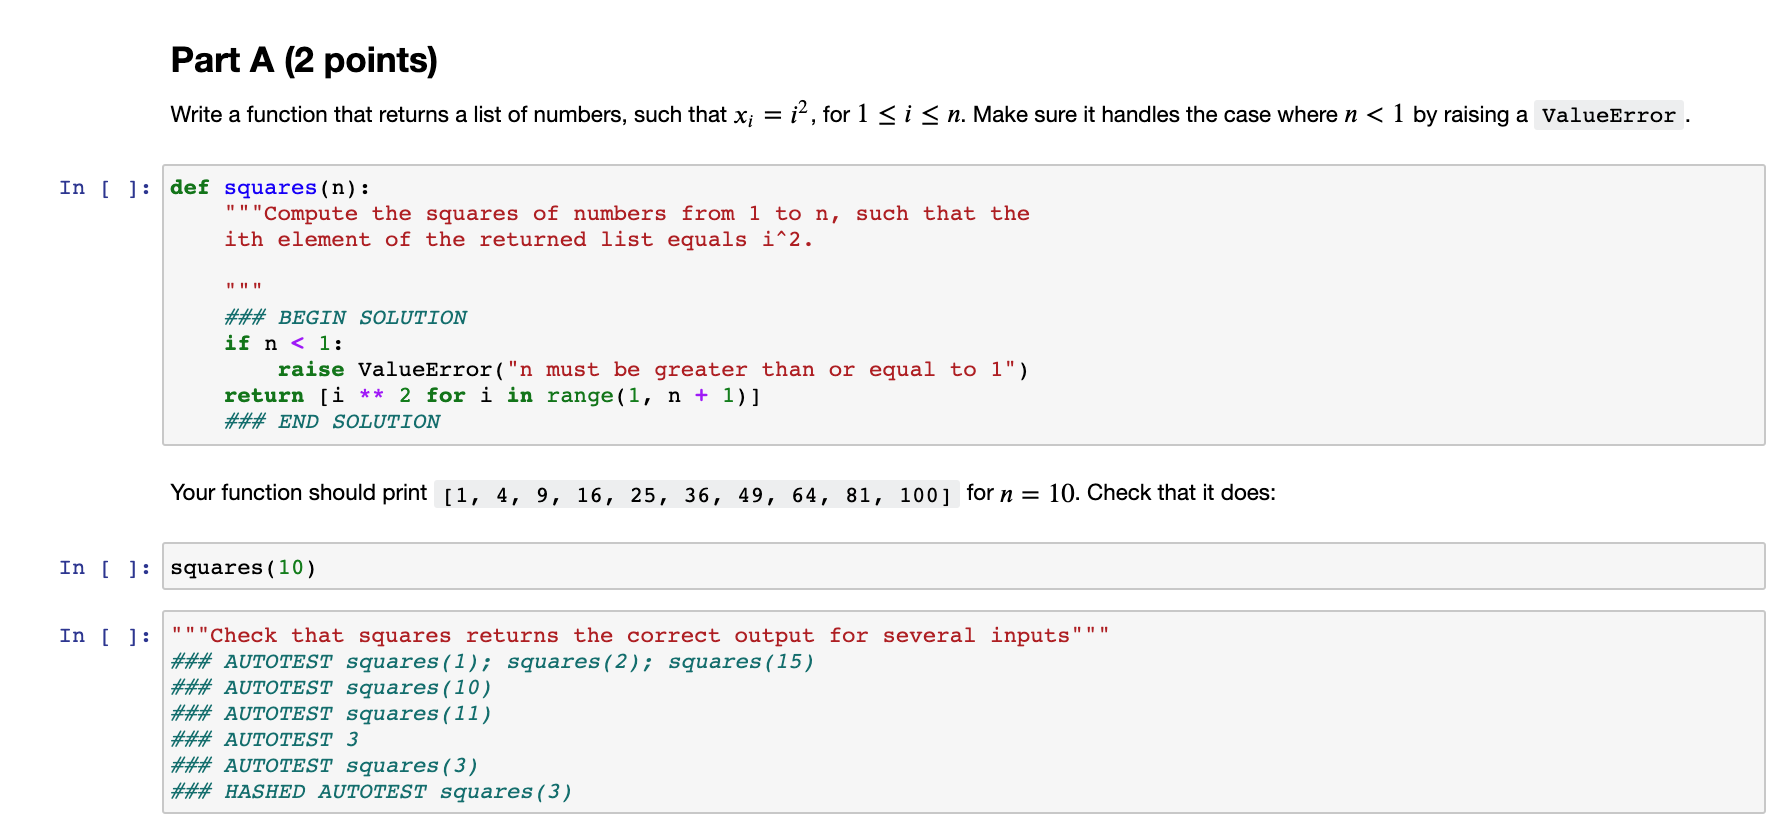 Part A (2 points)
Write a function that returns a list of numbers, such that xᵢ = i², for 1 ≤ i ≤ n. Make sure it handles the case where n < 1 by raising a ValueError .
In [ ]: def squares(n):
"""Compute the squares of numbers from 1 to n, such that the
ith element of the returned list equals i^2.
"""
### BEGIN SOLUTION
if n < 1:
raise ValueError("n must be greater than or equal to 1")
return [i ** 2 for i in range(1, n + 1)]
### END SOLUTION
Your function should print [1, 4, 9, 16, 25, 36, 49, 64, 81, 100] for n = 10. Check that it does:
In [ ]: squares(10)
In [ ]: """Check that squares returns the correct output for several inputs"""
### AUTOTEST squares(1); squares(2); squares(15)
### AUTOTEST squares(10)
### AUTOTEST squares(11)
### AUTOTEST 3
### AUTOTEST squares(3)
### HASHED AUTOTEST squares(3)